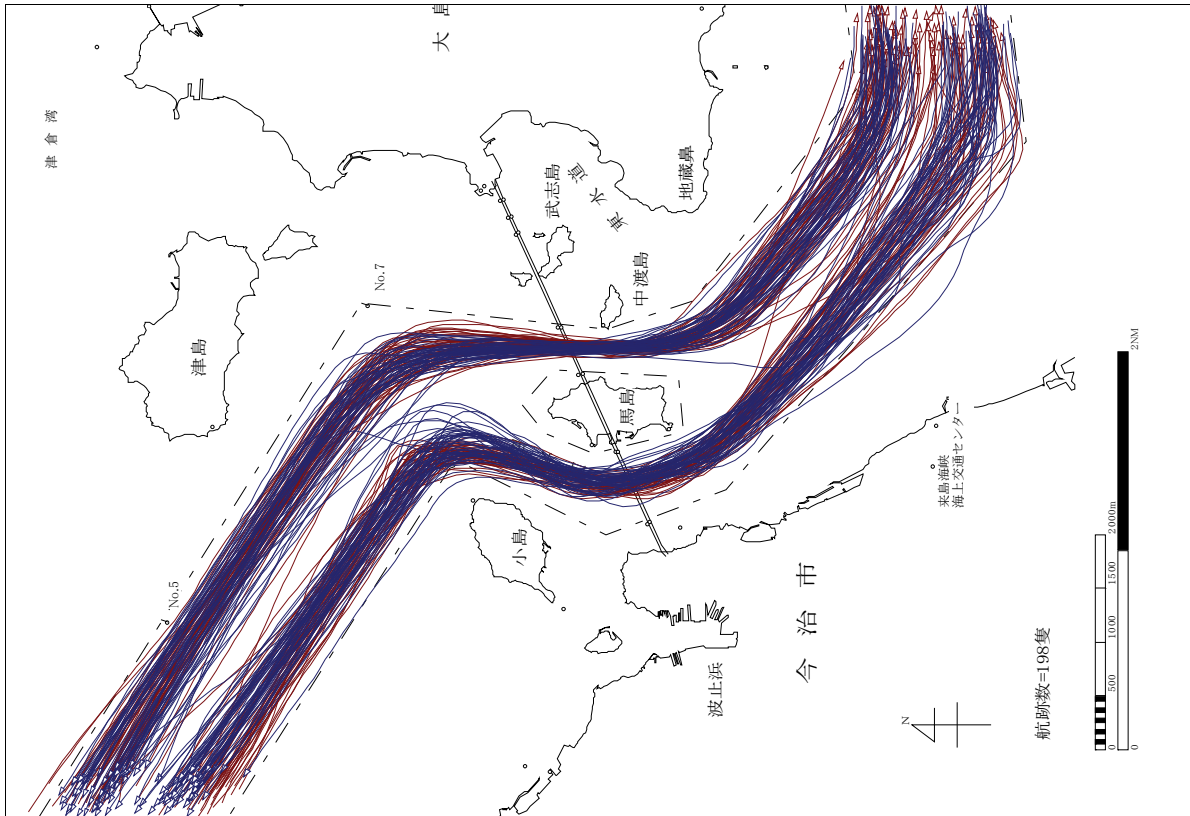 大島
津倉湾
津島
No.7
武志島
東水道
地蔵鼻
中渡島
馬島
小島
No.5
来島海峡
海上交通センター
今治市
波止浜
N
航跡数=198隻
0 500 1000 1500 2000m
0 2NM